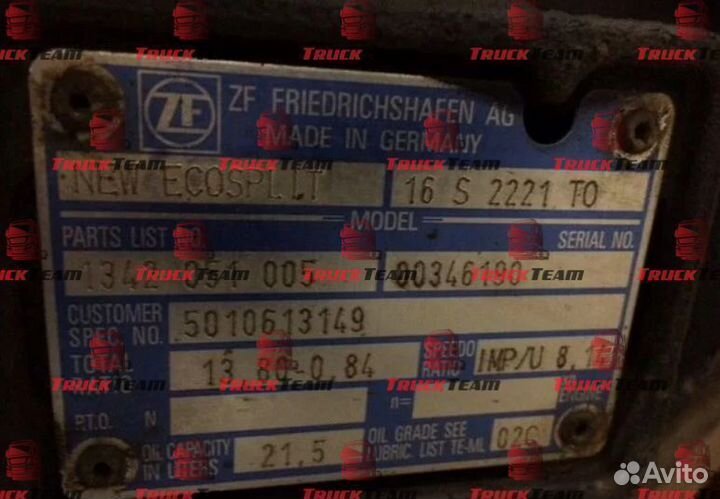 ZF FRIEDRICHSHAFEN AG
MADE IN GERMANY
NEW ECOSPLIT 16 S 2221 TO
MODEL
PARTS LIST NO. SERIAL NO.
1342 051 005 00346190
CUSTOMER SPEC. NO. 5010613149
TOTAL RATIO 13,80-0,84 SPEEDO RATIO IMP/U 8,
P.T.O. N n= ENGINE
OIL CAPACITY IN LITERS 21,5 OIL GRADE SEE LUBRIC. LIST TE-ML 02C
TRUCK TEAM
Avito